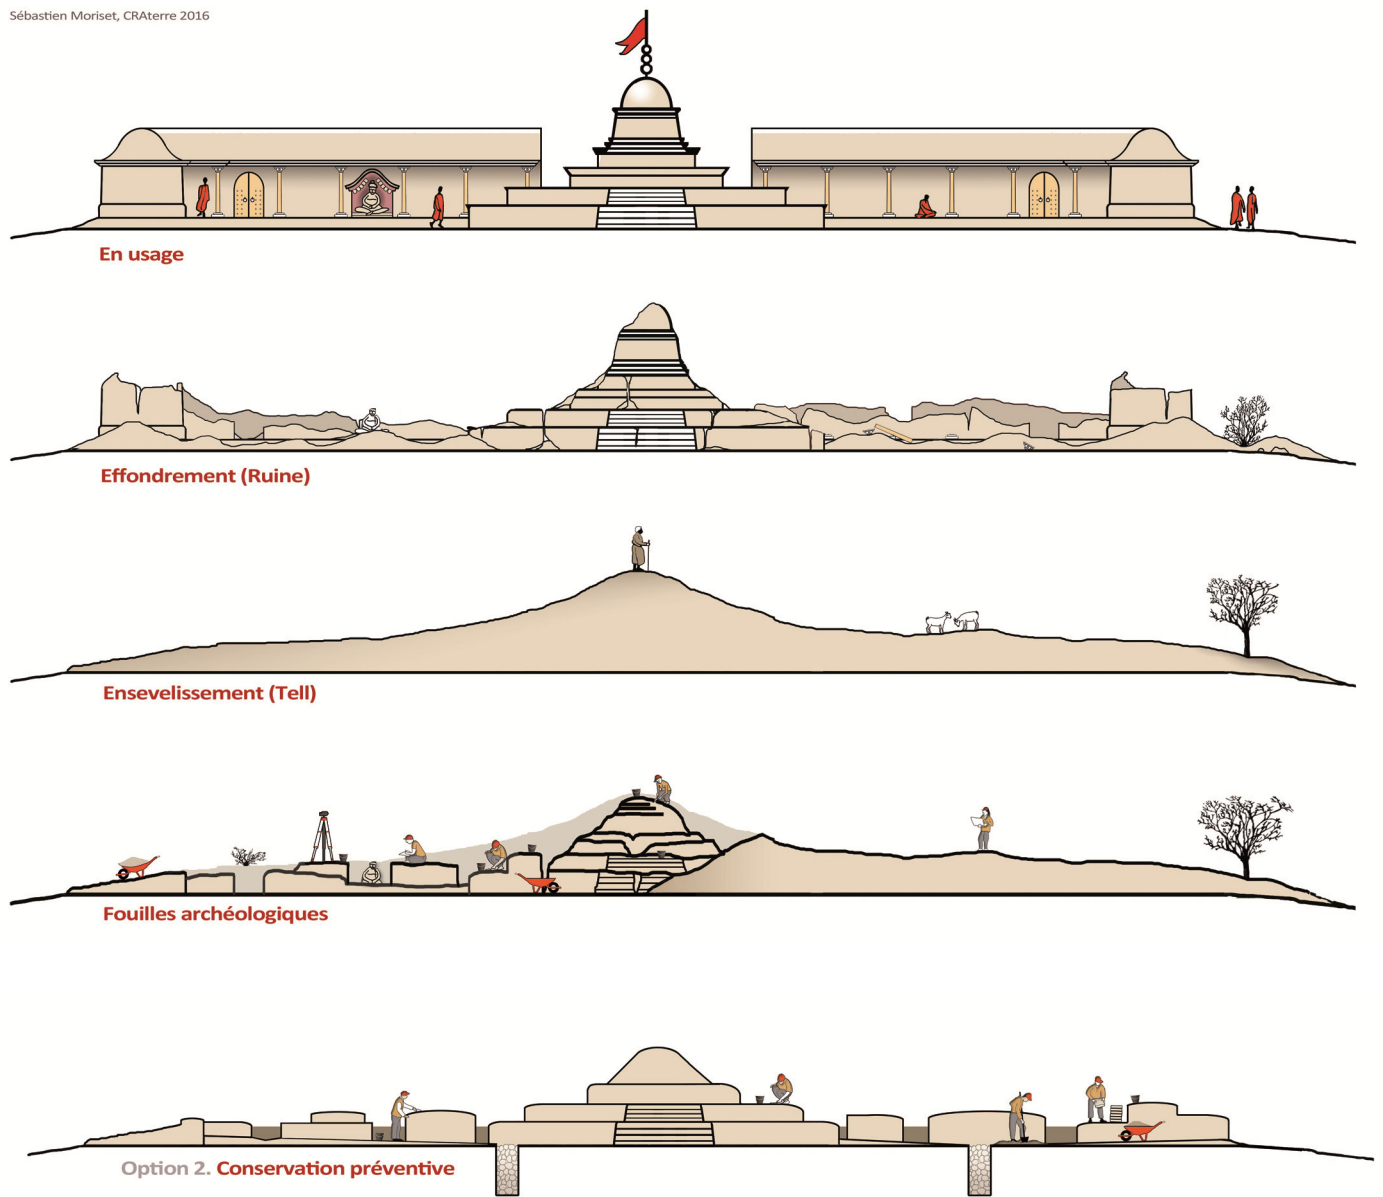 Sébastien Moriset, CRAterre 2016
En usage
Effondrement (Ruine)
Ensevelissement (Tell)
Fouilles archéologiques
Option 2. Conservation préventive